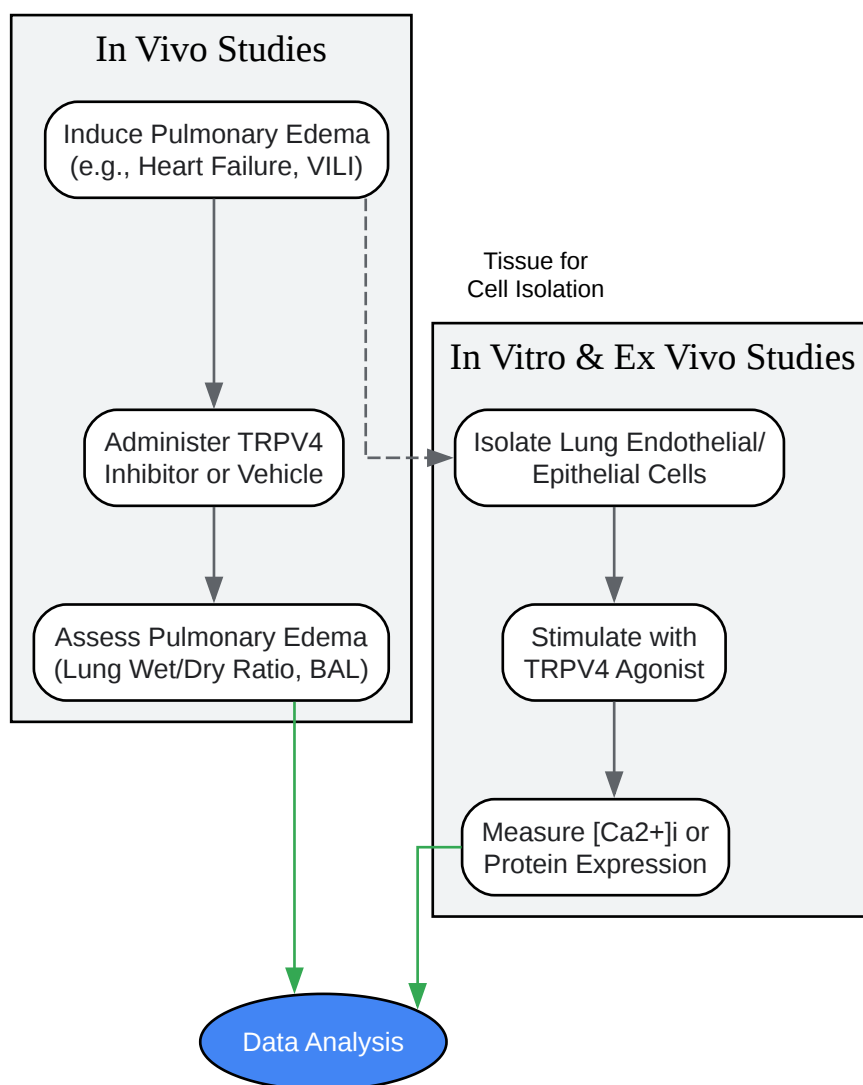 In Vivo Studies
Induce Pulmonary Edema
(e.g., Heart Failure, VILI)
Administer TRPV4
Inhibitor or Vehicle
Assess Pulmonary Edema
(Lung Wet/Dry Ratio, BAL)
Tissue for
Cell Isolation
In Vitro & Ex Vivo Studies
Isolate Lung Endothelial/
Epithelial Cells
Stimulate with
TRPV4 Agonist
Measure [Ca2+]i or
Protein Expression
Data Analysis